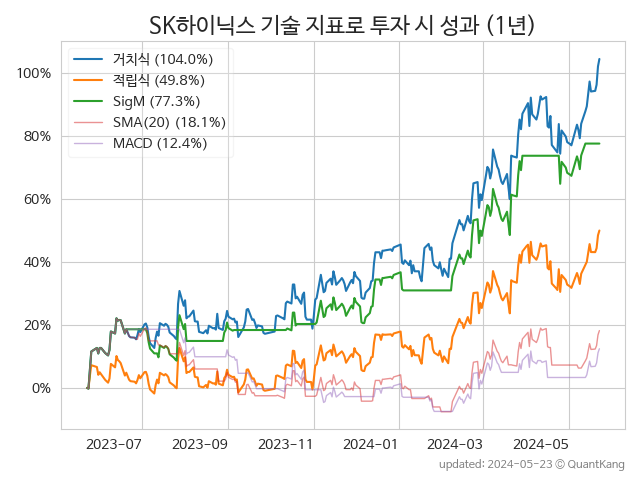 SK하이닉스 기술 지표로 투자 시 성과 (1년)
거치식 (104.0%)
적립식 (49.8%)
SigM (77.3%)
SMA(20) (18.1%)
MACD (12.4%)
100%
80%
60%
40%
20%
0%
2023-07 2023-09 2023-11 2024-01 2024-03 2024-05
updated: 2024-05-23 ⓒ QuantKang